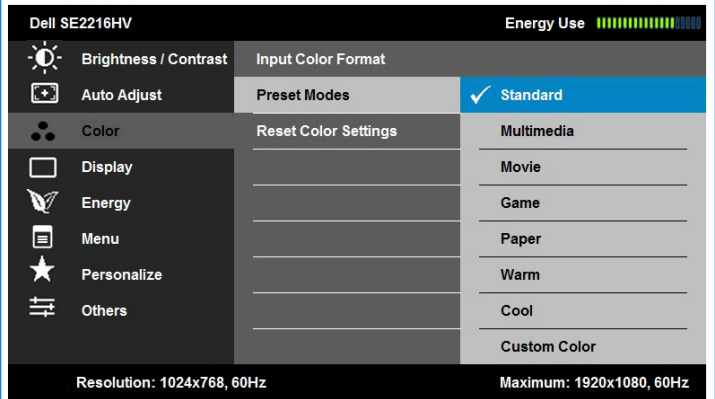 Dell SE2216HV Energy Use
Brightness / Contrast Input Color Format
Auto Adjust Preset Modes Standard
Color Reset Color Settings Multimedia
Display Movie
Energy Game
Menu Paper
Personalize Warm
Others Cool
Custom Color
Resolution: 1024x768, 60Hz Maximum: 1920x1080, 60Hz